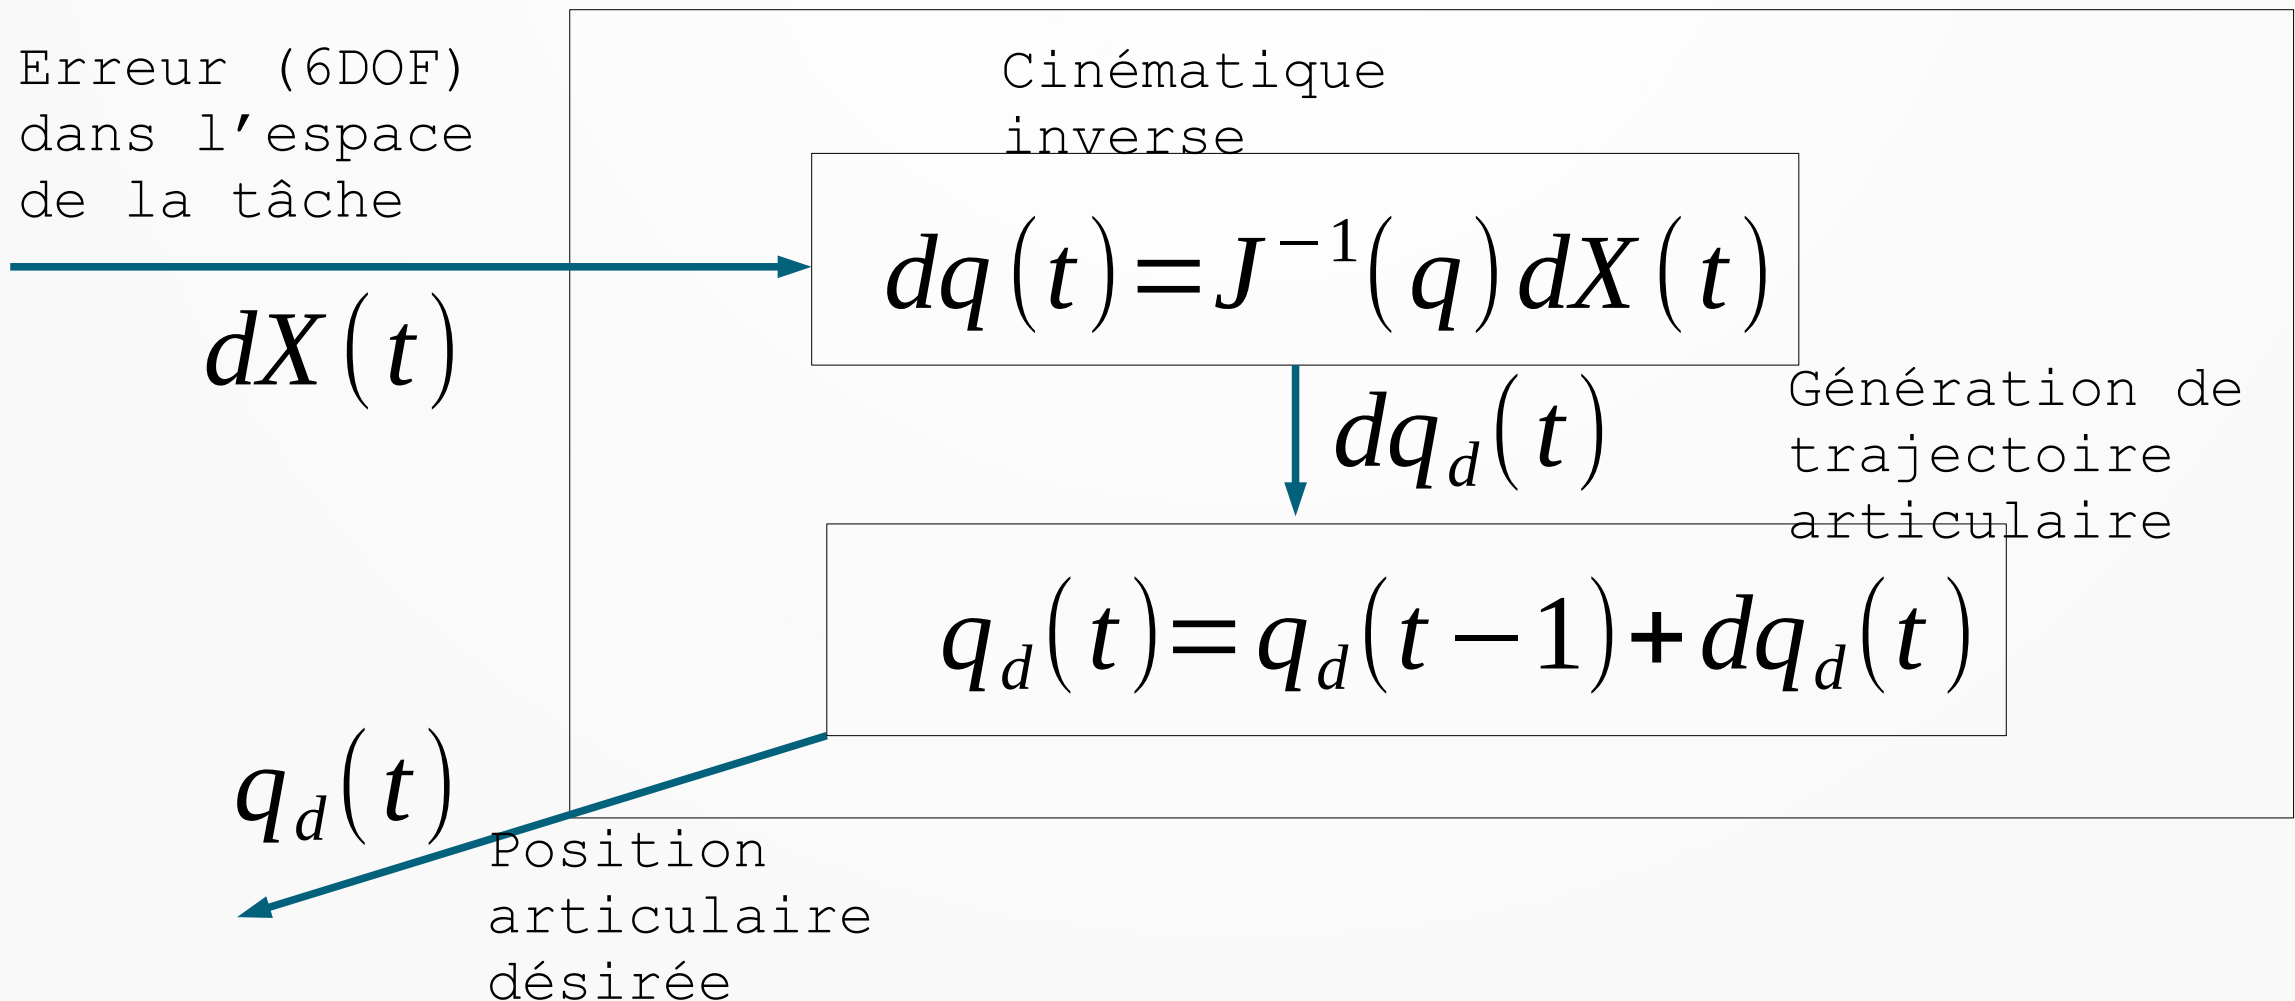 Erreur (6DOF)
dans l’espace
de la tâche
dX(t)
Cinématique
inverse
dq(t)=J⁻¹(q)dX(t)
dq_d(t)
Génération de
trajectoire
articulaire
q_d(t)=q_d(t−1)+dq_d(t)
q_d(t)
Position
articulaire
désirée